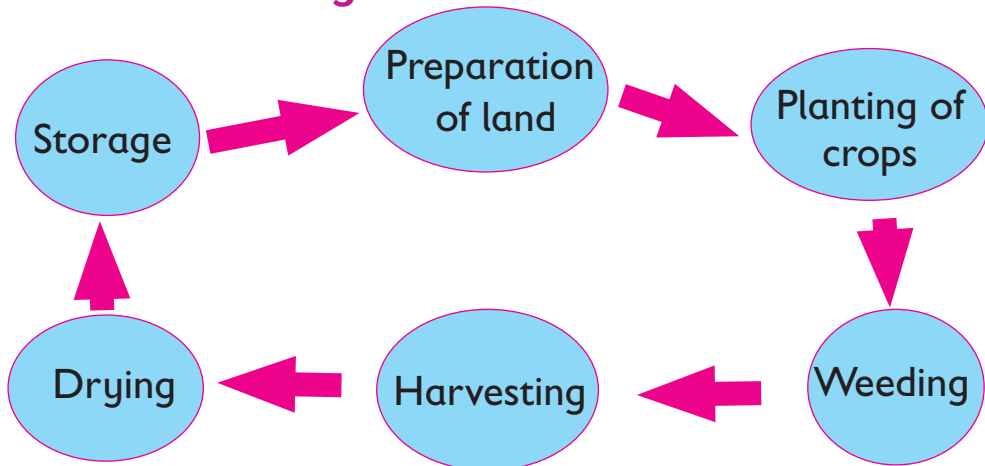 Preparation
of land
Planting of
crops
Weeding
Harvesting
Drying
Storage